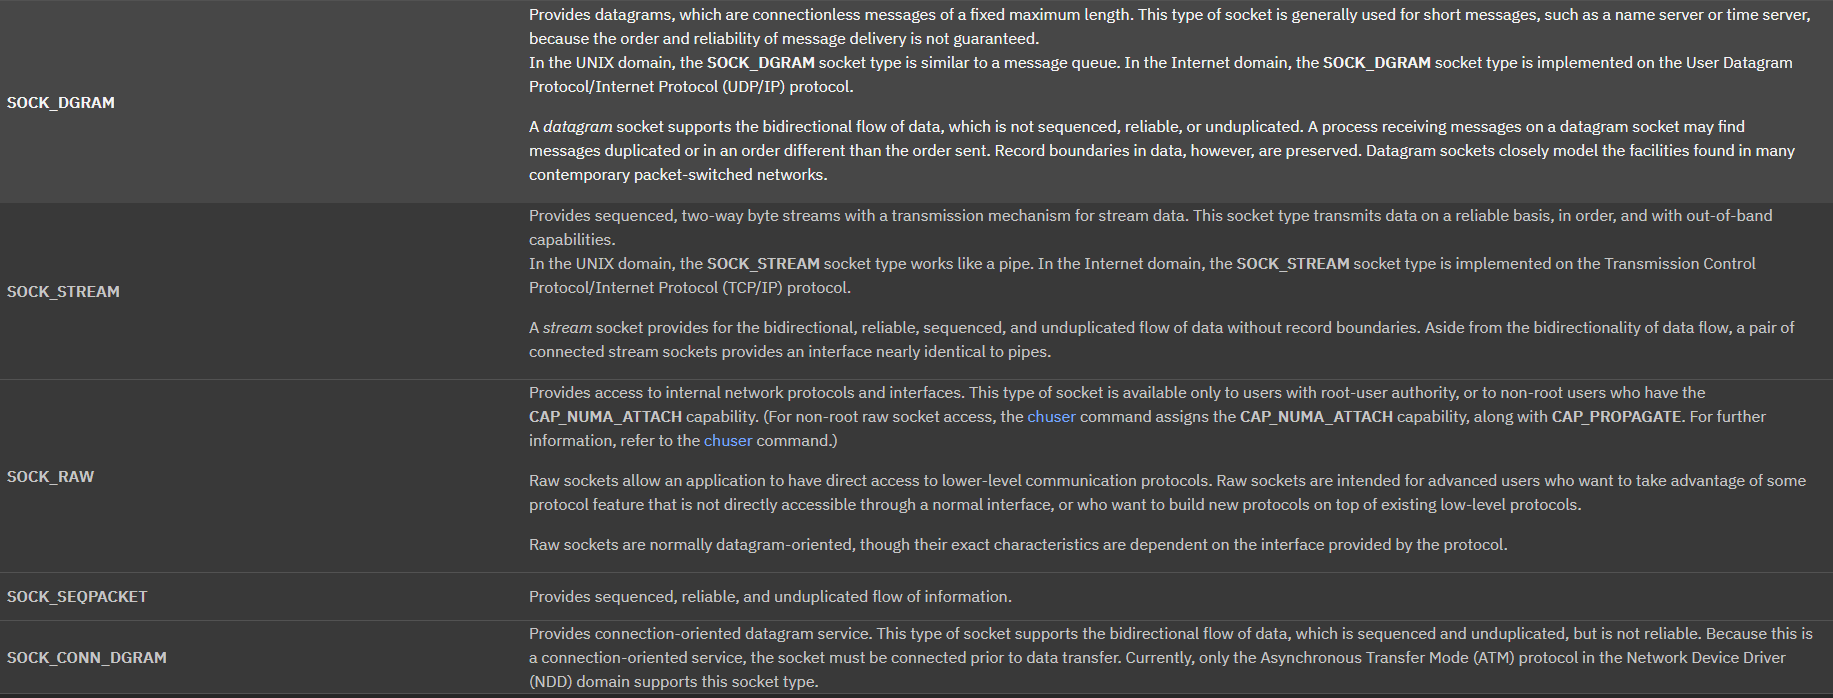 SOCK_DGRAM
Provides datagrams, which are connectionless messages of a fixed maximum length. This type of socket is generally used for short messages, such as a name server or time server,
because the order and reliability of message delivery is not guaranteed.
In the UNIX domain, the SOCK_DGRAM socket type is similar to a message queue. In the Internet domain, the SOCK_DGRAM socket type is implemented on the User Datagram
Protocol/Internet Protocol (UDP/IP) protocol.
A datagram socket supports the bidirectional flow of data, which is not sequenced, reliable, or unduplicated. A process receiving messages on a datagram socket may find
messages duplicated or in an order different than the order sent. Record boundaries in data, however, are preserved. Datagram sockets closely model the facilities found in many
contemporary packet-switched networks.
SOCK_STREAM
Provides sequenced, two-way byte streams with a transmission mechanism for stream data. This socket type transmits data on a reliable basis, in order, and with out-of-band
capabilities.
In the UNIX domain, the SOCK_STREAM socket type works like a pipe. In the Internet domain, the SOCK_STREAM socket type is implemented on the Transmission Control
Protocol/Internet Protocol (TCP/IP) protocol.
A stream socket provides for the bidirectional, reliable, sequenced, and unduplicated flow of data without record boundaries. Aside from the bidirectionality of data flow, a pair of
connected stream sockets provides an interface nearly identical to pipes.
SOCK_RAW
Provides access to internal network protocols and interfaces. This type of socket is available only to users with root-user authority, or to non-root users who have the
CAP_NUMA_ATTACH capability. (For non-root raw socket access, the chuser command assigns the CAP_NUMA_ATTACH capability, along with CAP_PROPAGATE. For further
information, refer to the chuser command.)
Raw sockets allow an application to have direct access to lower-level communication protocols. Raw sockets are intended for advanced users who want to take advantage of some
protocol feature that is not directly accessible through a normal interface, or who want to build new protocols on top of existing low-level protocols.
Raw sockets are normally datagram-oriented, though their exact characteristics are dependent on the interface provided by the protocol.
SOCK_SEQPACKET
Provides sequenced, reliable, and unduplicated flow of information.
SOCK_CONN_DGRAM
Provides connection-oriented datagram service. This type of socket supports the bidirectional flow of data, which is sequenced and unduplicated, but is not reliable. Because this is
a connection-oriented service, the socket must be connected prior to data transfer. Currently, only the Asynchronous Transfer Mode (ATM) protocol in the Network Device Driver
(NDD) domain supports this socket type.